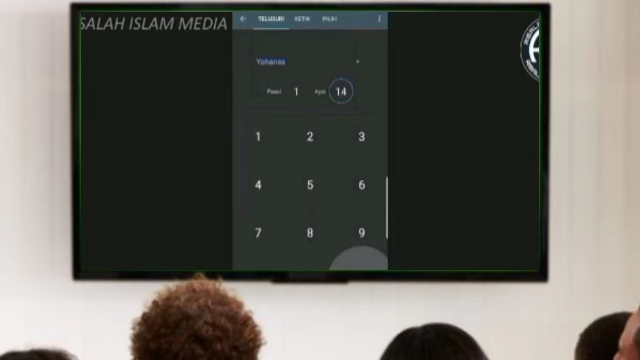 SALAH ISLAM MEDIA
TELUSURI KETIK PILIH
Yohanes
Pasal 1 Ayat 14
1 2 3
4 5 6
7 8 9